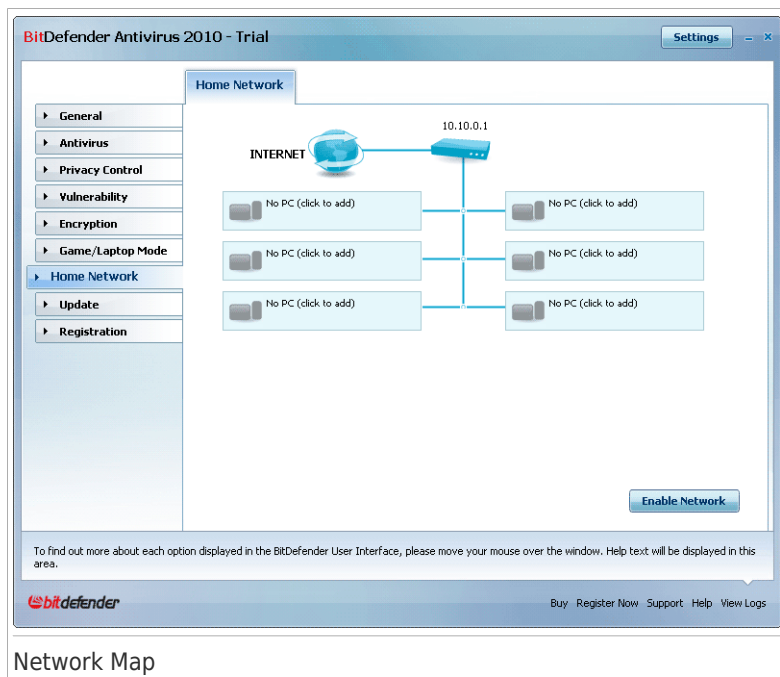 BitDefender Antivirus 2010 - Trial
Settings
Home Network
General
Antivirus
Privacy Control
Vulnerability
Encryption
Game/Laptop Mode
Home Network
Update
Registration
10.10.0.1
INTERNET
No PC (click to add)
No PC (click to add)
No PC (click to add)
No PC (click to add)
No PC (click to add)
No PC (click to add)
Enable Network
To find out more about each option displayed in the BitDefender User Interface, please move your mouse over the window. Help text will be displayed in this
area.
bitdefender
Buy Register Now Support Help View Logs
Network Map